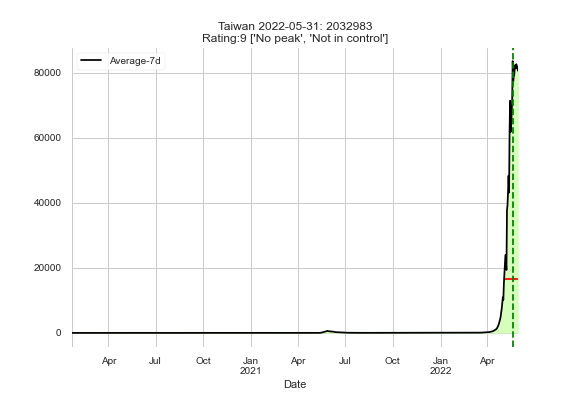 Taiwan 2022-05-31: 2032983
Rating:9 ['No peak', 'Not in control']
Average-7d
80000
60000
40000
20000
0
Apr Jul Oct Jan Apr Jul Oct Jan Apr
2021 2022
Date